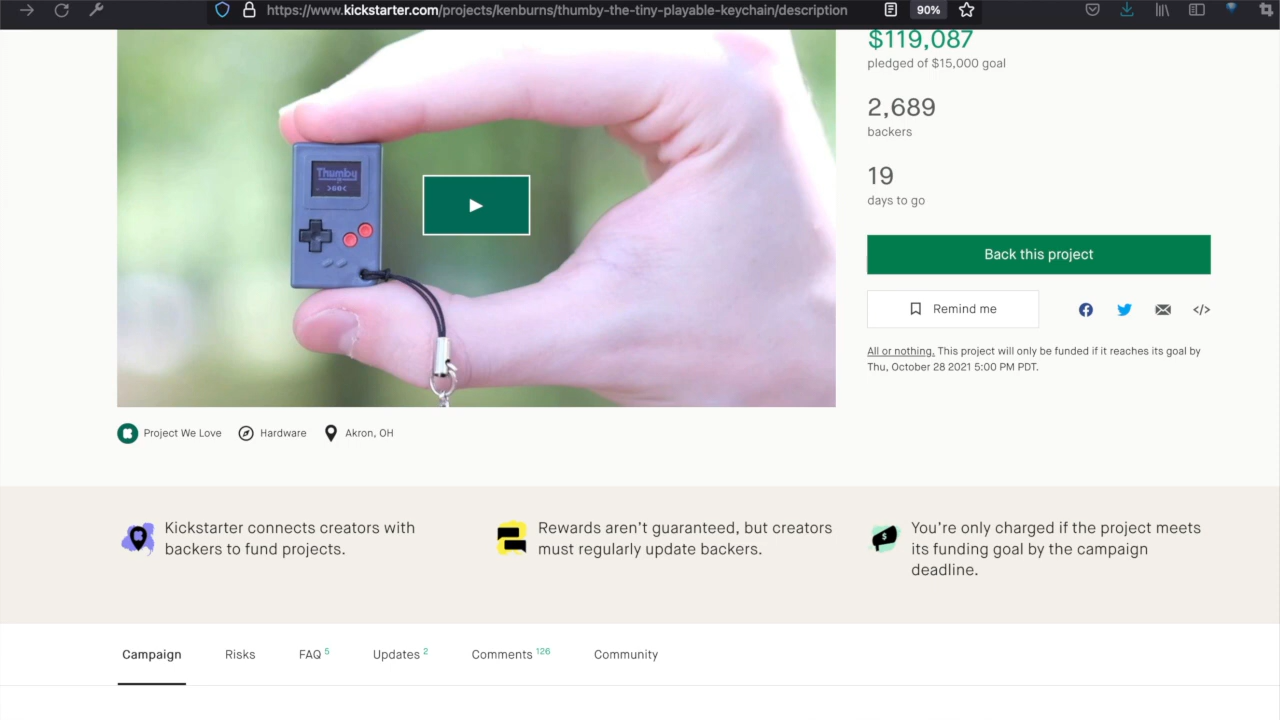 https://www.kickstarter.com/projects/kenburns/thumby-the-tiny-playable-keychain/description
90%
$119,087
pledged of $15,000 goal
2,689
backers
19
days to go
Back this project
Remind me
All or nothing. This project will only be funded if it reaches its goal by
Thu, October 28 2021 5:00 PM PDT.
Thumby
Project We Love
Hardware
Akron, OH
Kickstarter connects creators with
backers to fund projects.
Rewards aren't guaranteed, but creators
must regularly update backers.
You're only charged if the project meets
its funding goal by the campaign
deadline.
Campaign
Risks
FAQ 5
Updates 2
Comments 126
Community